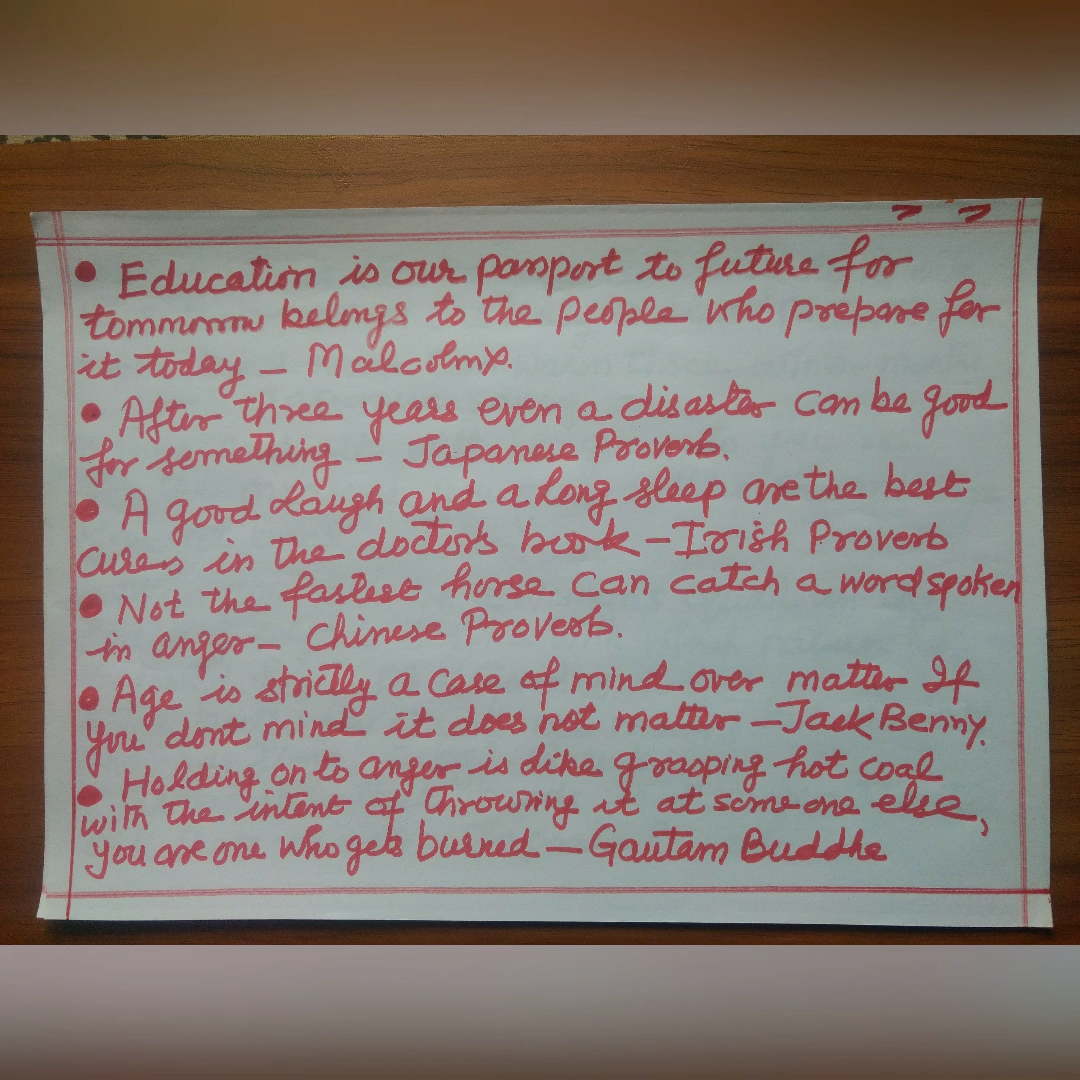 • Education is our passport to future for
tommorrow belongs to the people who prepare for
it today – Malcolm X.
• After three years even a disaster can be good
for something – Japanese Proverb.
• A good laugh and a long sleep are the best
cures in the doctor's book – Irish Proverb
• Not the fastest horse can catch a word spoken
in anger – Chinese Proverb.
• Age is strictly a case of mind over matter If
you dont mind it does not matter – Jack Benny.
• Holding on to anger is like grasping hot coal
with the intent of throwing it at someone else,
you are one who gets burned – Gautam Buddha